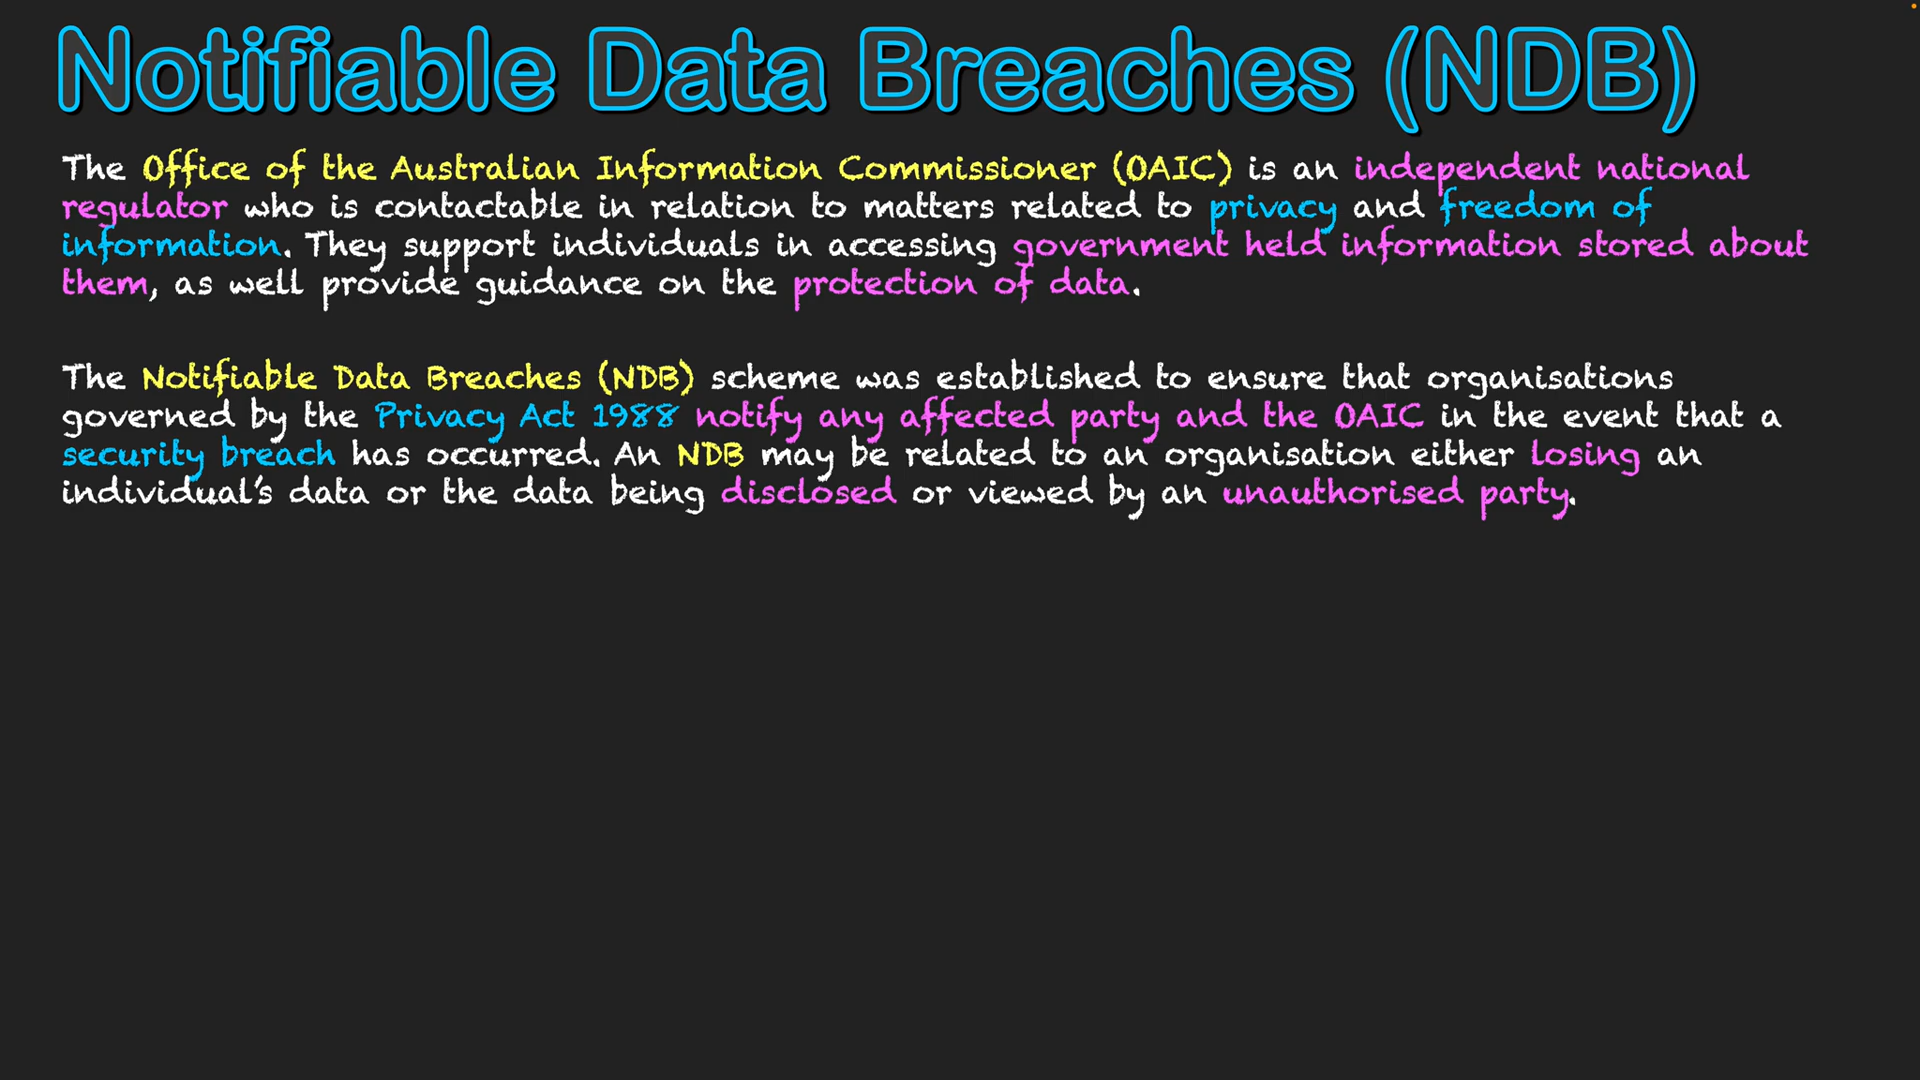 Notifiable Data Breaches (NDB)
The Office of the Australian Information Commissioner (OAIC) is an independent national
regulator who is contactable in relation to matters related to privacy and freedom of
information. They support individuals in accessing government held information stored about
them, as well provide guidance on the protection of data.
The Notifiable Data Breaches (NDB) scheme was established to ensure that organisations
governed by the Privacy Act 1988 notify any affected party and the OAIC in the event that a
security breach has occurred. An NDB may be related to an organisation either losing an
individual's data or the data being disclosed or viewed by an unauthorised party.